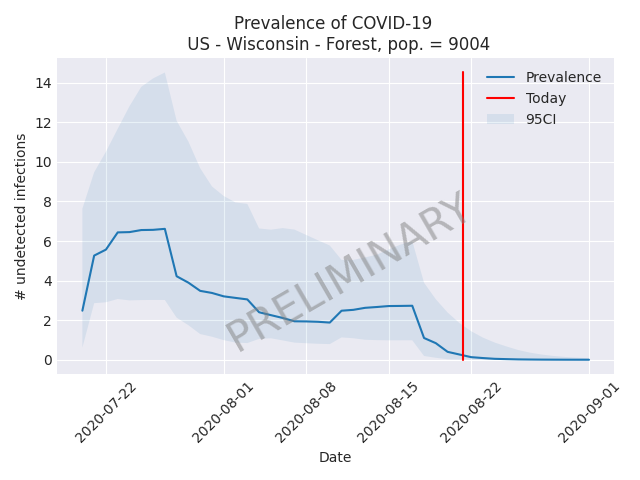 Prevalence of COVID-19
US - Wisconsin - Forest, pop. = 9004
14
12
10
8
6
4
2
0
# undetected infections
Prevalence
Today
95CI
PRELIMINARY
2020-07-22
2020-08-01
2020-08-08
2020-08-15
2020-08-22
2020-09-01
Date